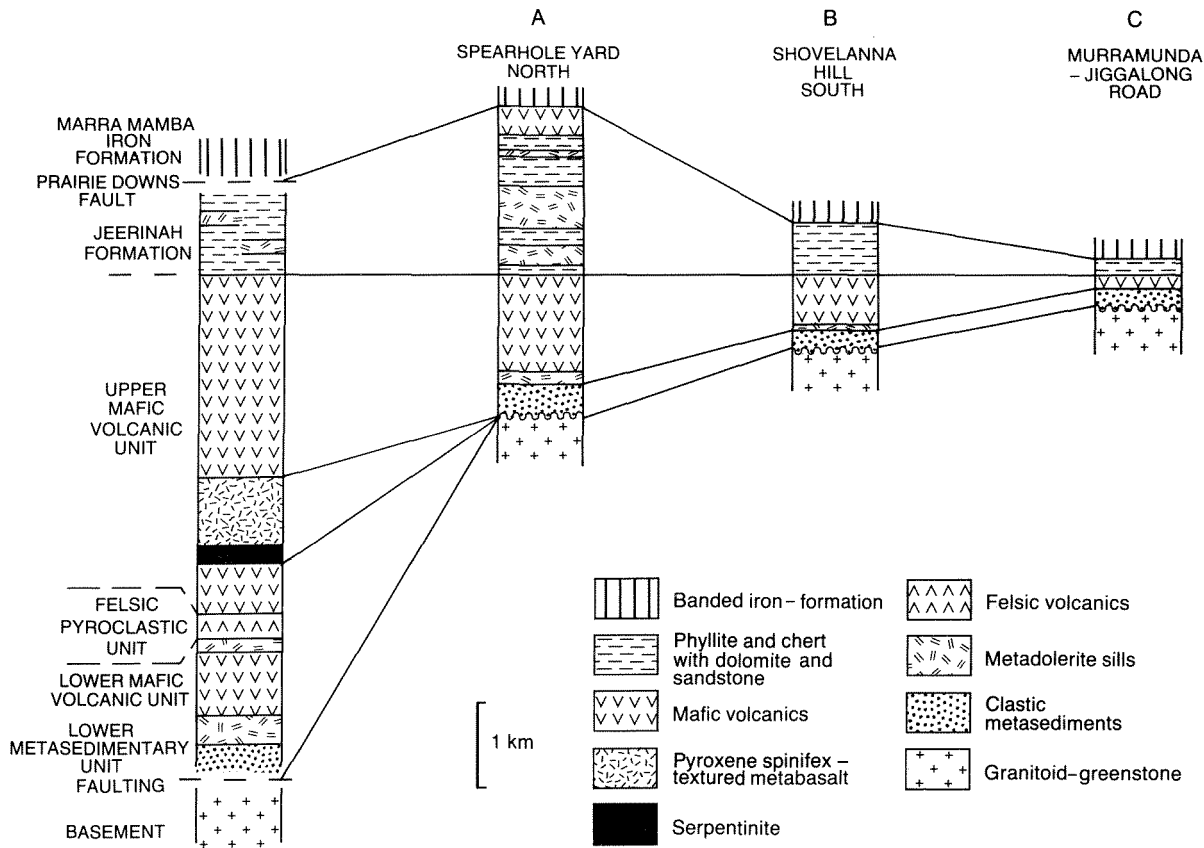 A
SPEARHOLE YARD
NORTH
B
SHOVELANNA
HILL
SOUTH
C
MURRAMUNDA
– JIGGALONG
ROAD
MARRA MAMBA
IRON
FORMATION
PRAIRIE DOWNS
FAULT
JEERINAH
FORMATION
UPPER
MAFIC
VOLCANIC
UNIT
FELSIC
PYROCLASTIC
UNIT
LOWER MAFIC
VOLCANIC UNIT
LOWER
METASEDIMENTARY
UNIT
FAULTING
BASEMENT
1 km
Banded iron – formation
Phyllite and chert
with dolomite and
sandstone
Mafic volcanics
Pyroxene spinifex –
textured metabasalt
Serpentinite
Felsic volcanics
Metadolerite sills
Clastic
metasediments
Granitoid–greenstone